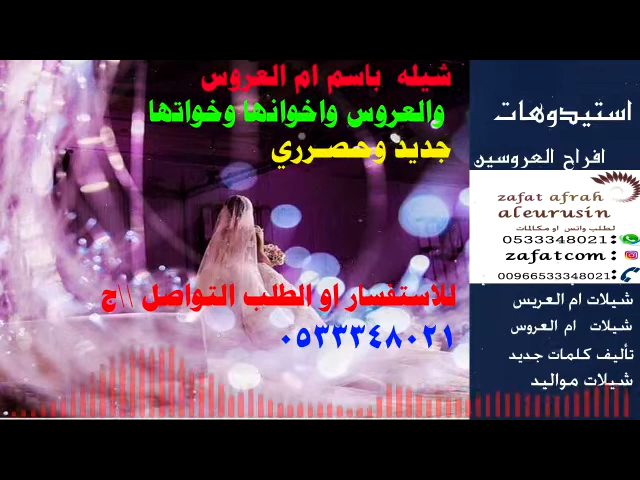 شيله باسم ام العروس
والعروس واخوانها وخواتها
جديد وحصرري
للاستفسار او الطلب التواصل \\ج
٠٥٣٣٣٤٨٠٢١
استيدوهات
افراح العروسين
zafat afrah
aleurusin
لطلب واتس او مكالمات
0533348021:
zafatcom :
00966533348021:
شيلات ام العريس
شيلات ام العروس
تأليف كلمات جديد
شيلات مواليد